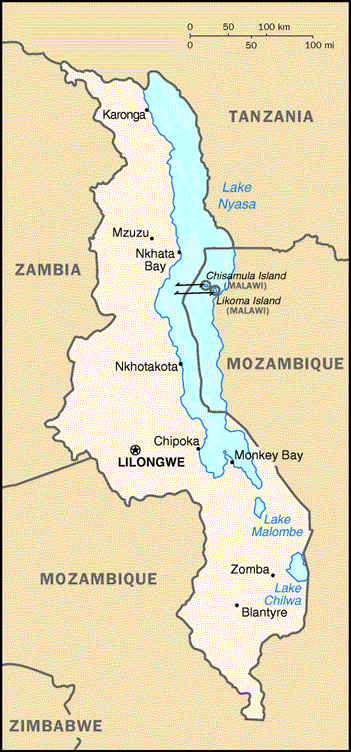 0 50 100 km
0 50 100 mi
Karonga
TANZANIA
Lake
Nyasa
Mzuzu
Nkhata
Bay
ZAMBIA
Chisamula Island
(MALAWI)
Likoma Island
(MALAWI)
Nkhotakota
MOZAMBIQUE
Chipoka
LILONGWE
Monkey Bay
Lake
Malombe
MOZAMBIQUE
Zomba
Lake
Chilwa
Blantyre
ZIMBABWE